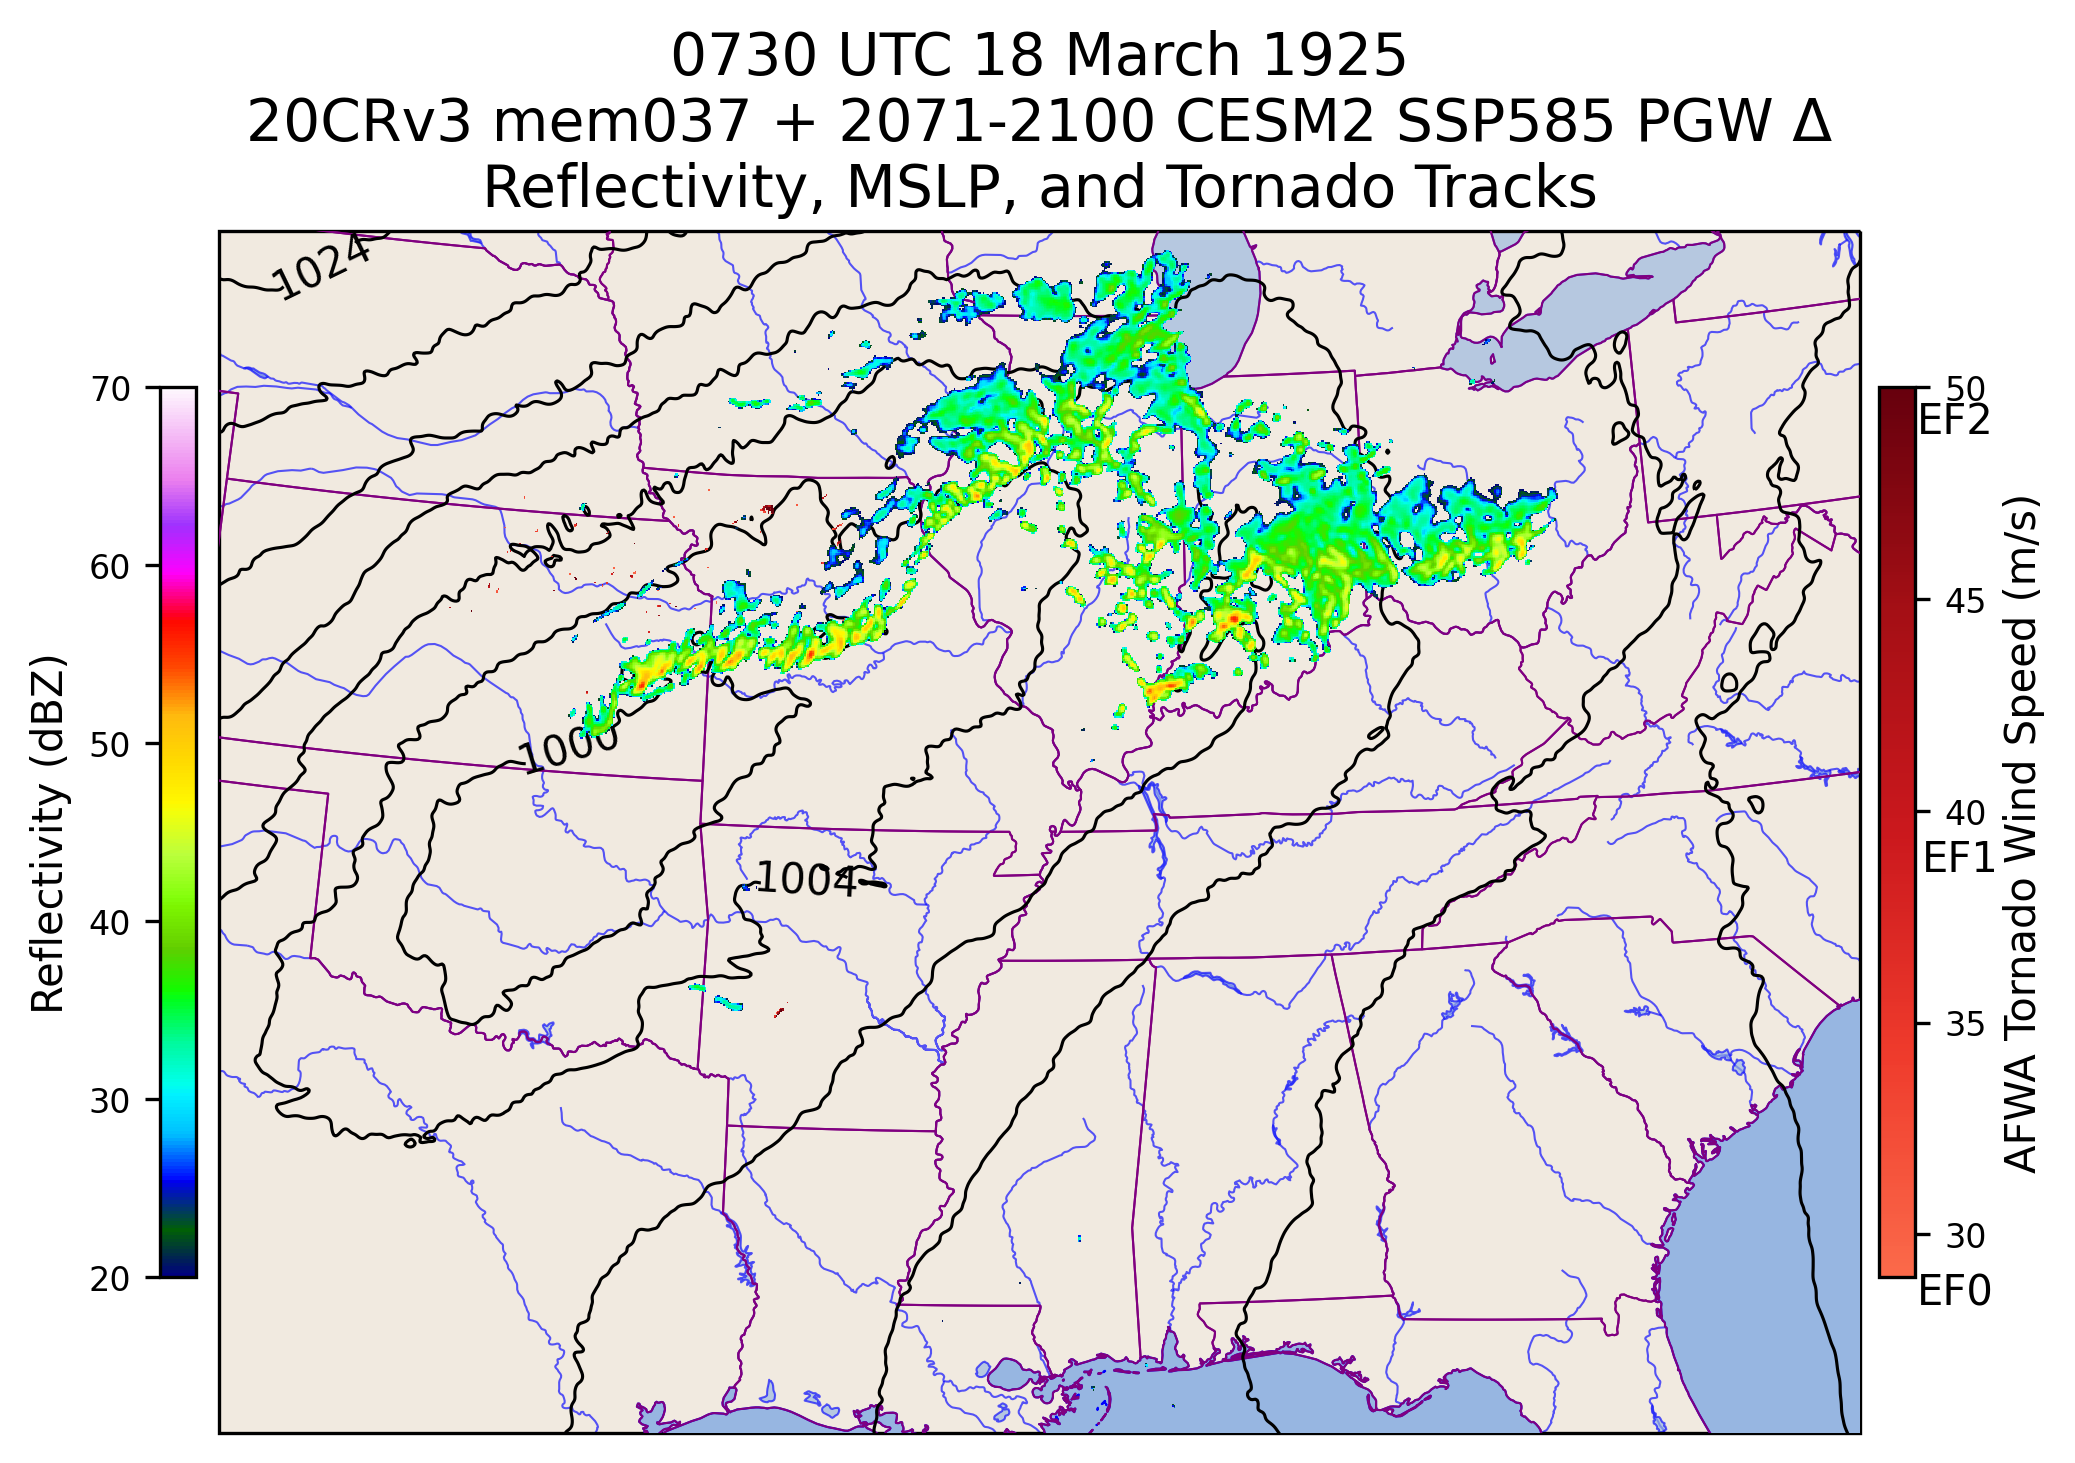 0730 UTC 18 March 1925
20CRv3 mem037 + 2071-2100 CESM2 SSP585 PGW Δ
Reflectivity, MSLP, and Tornado Tracks
1024
1000
1004
70
60
50
40
30
20
Reflectivity (dBZ)
50
EF2
45
40
EF1
35
30
EF0
AFWA Tornado Wind Speed (m/s)